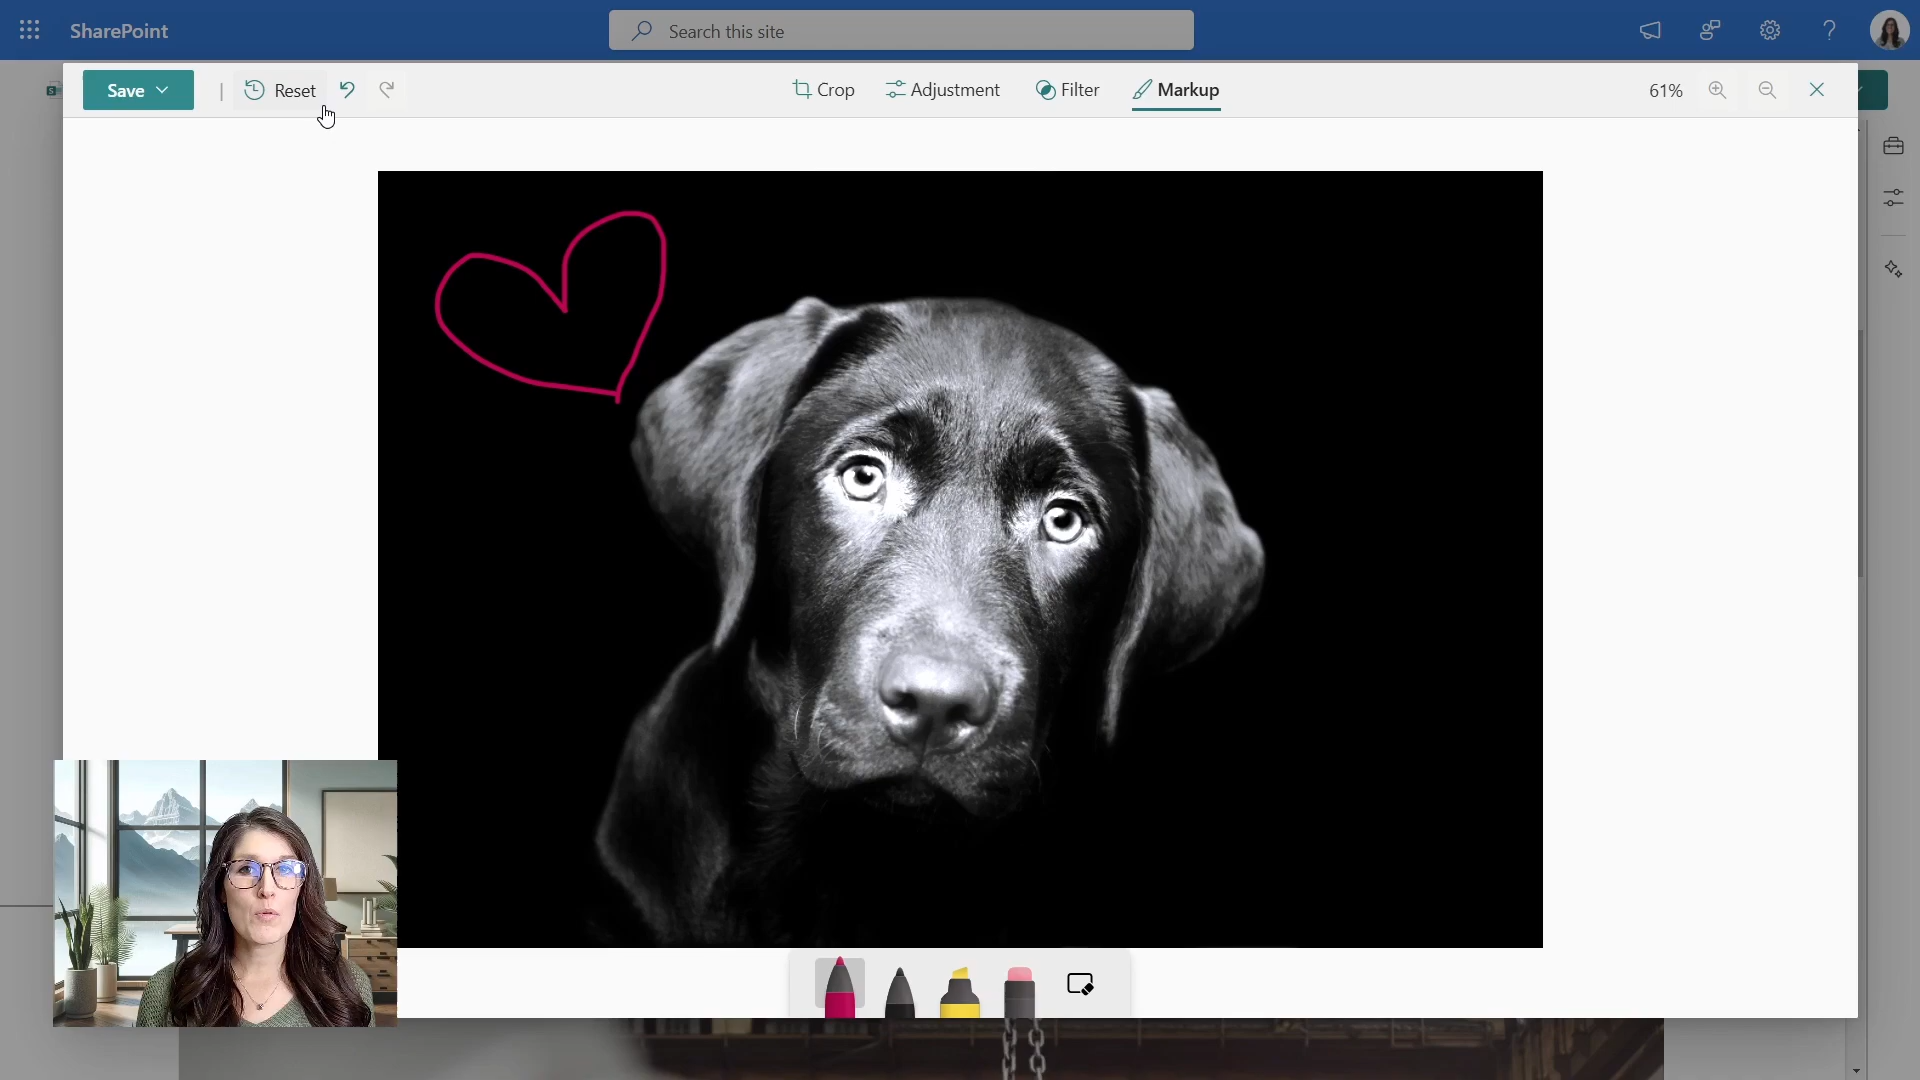 SharePoint
Search this site
Save
Reset
Crop
Adjustment
Filter
Markup
61%